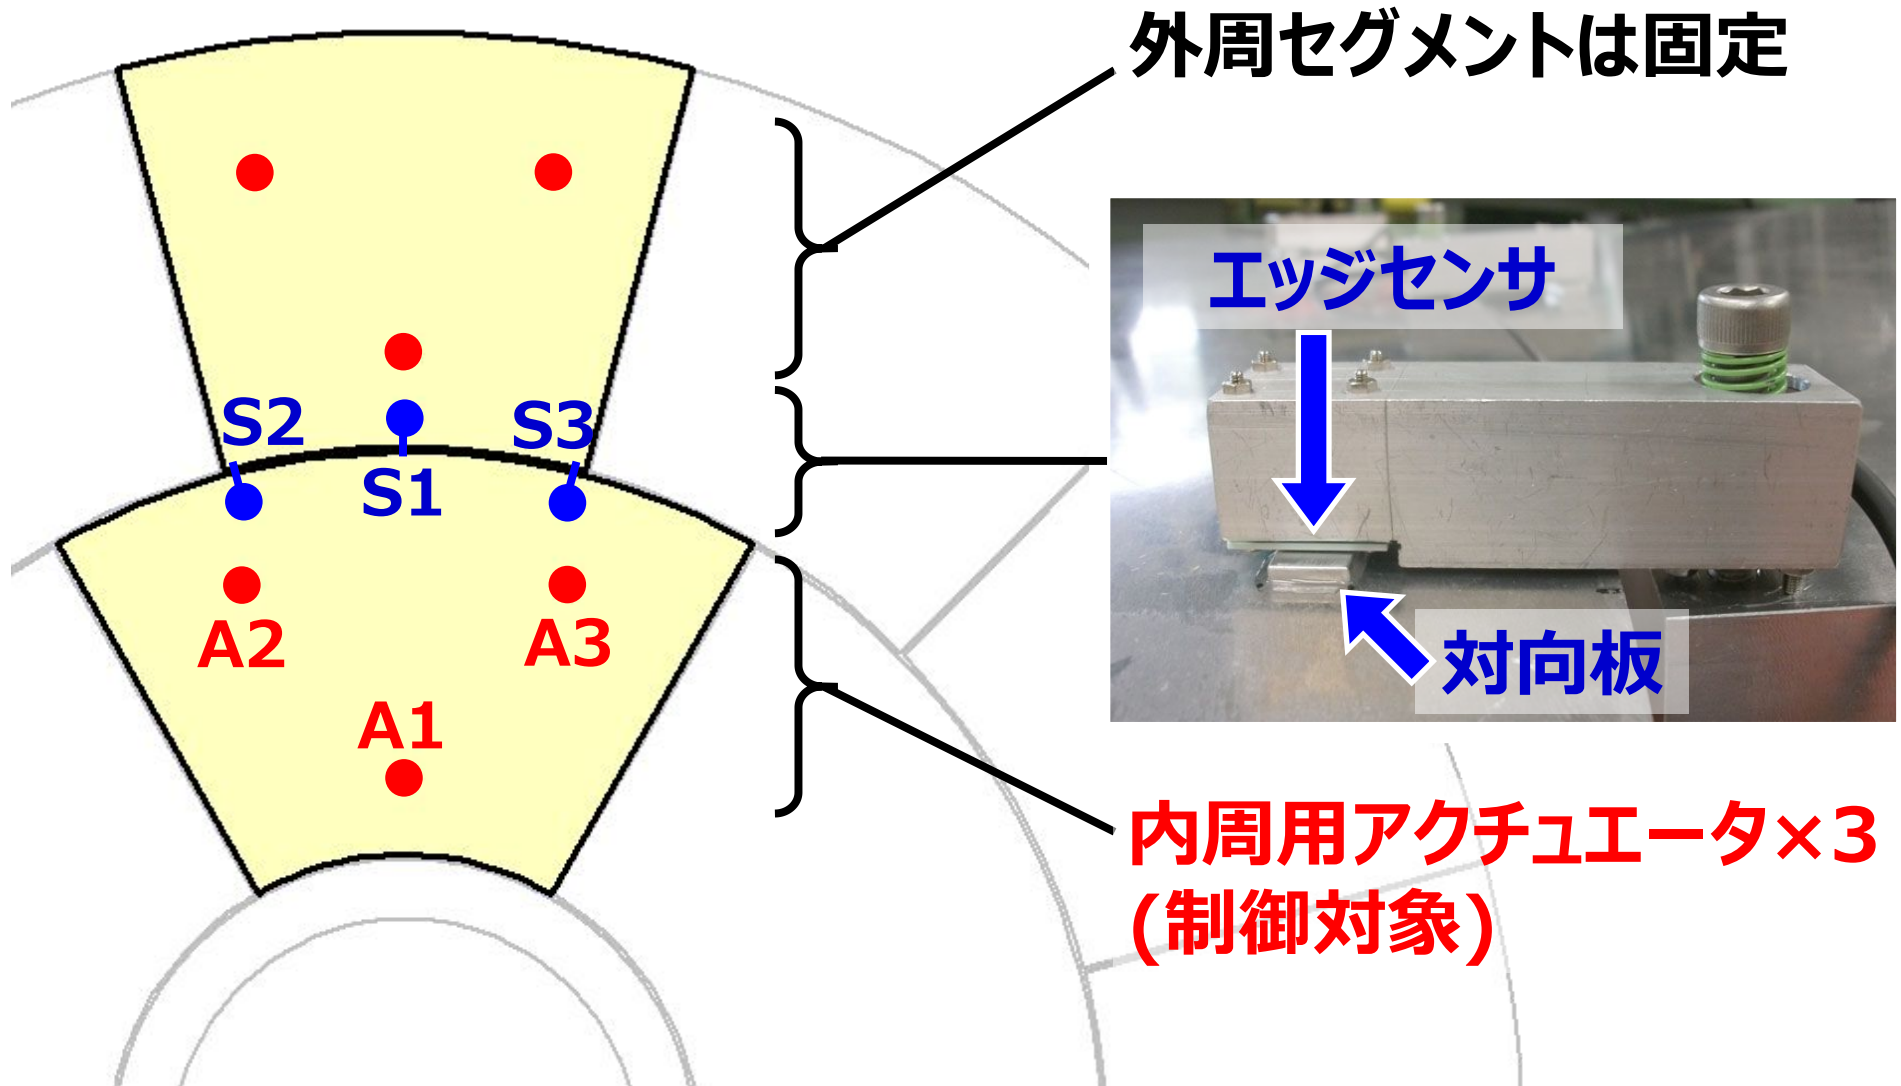 外周セグメントは固定
エッジセンサ
対向板
S2
S3
S1
A2
A3
A1
内周用アクチュエータ×3
(制御対象)